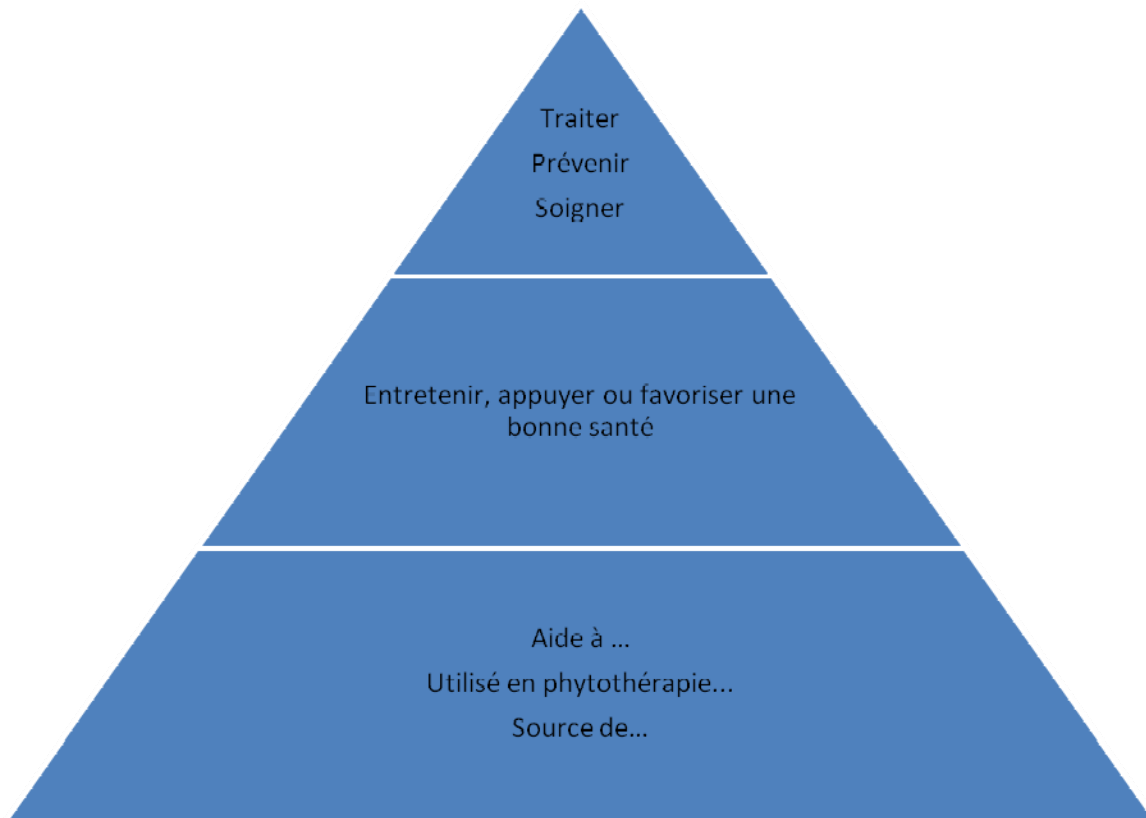 Traiter
Prévenir
Soigner
Entretenir, appuyer ou favoriser une
bonne santé
Aide à ...
Utilisé en phytothérapie...
Source de...